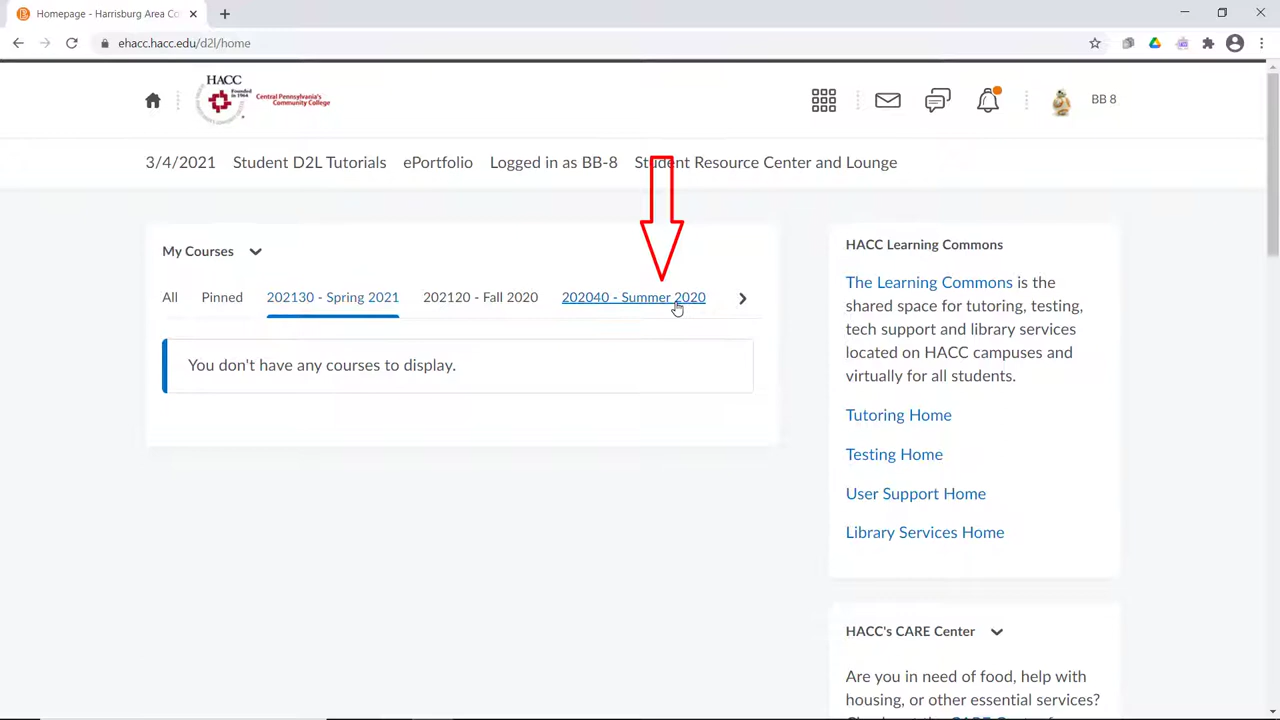 Homepage - Harrisburg Area Co
ehacc.hacc.edu/d2l/home
HACC
Founded in 1964
Central Pennsylvania's
Community College
BB 8
3/4/2021 Student D2L Tutorials ePortfolio Logged in as BB-8 Student Resource Center and Lounge
My Courses
All Pinned 202130 - Spring 2021 202120 - Fall 2020 202040 - Summer 2020
You don't have any courses to display.
HACC Learning Commons
The Learning Commons is the
shared space for tutoring, testing,
tech support and library services
located on HACC campuses and
virtually for all students.
Tutoring Home
Testing Home
User Support Home
Library Services Home
HACC's CARE Center
Are you in need of food, help with
housing, or other essential services?